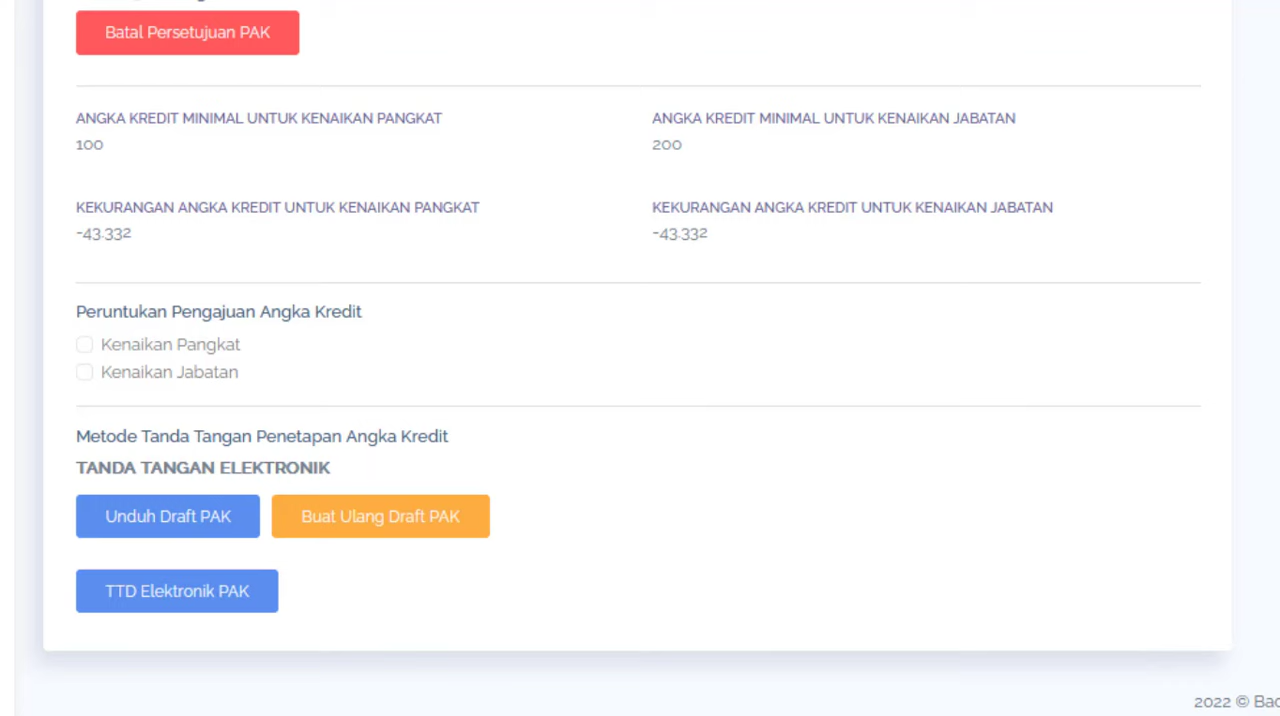 Batal Persetujuan PAK
ANGKA KREDIT MINIMAL UNTUK KENAIKAN PANGKAT
100
ANGKA KREDIT MINIMAL UNTUK KENAIKAN JABATAN
200
KEKURANGAN ANGKA KREDIT UNTUK KENAIKAN PANGKAT
-43.332
KEKURANGAN ANGKA KREDIT UNTUK KENAIKAN JABATAN
-43.332
Peruntukan Pengajuan Angka Kredit
Kenaikan Pangkat
Kenaikan Jabatan
Metode Tanda Tangan Penetapan Angka Kredit
TANDA TANGAN ELEKTRONIK
Unduh Draft PAK
Buat Ulang Draft PAK
TTD Elektronik PAK
2022 ©